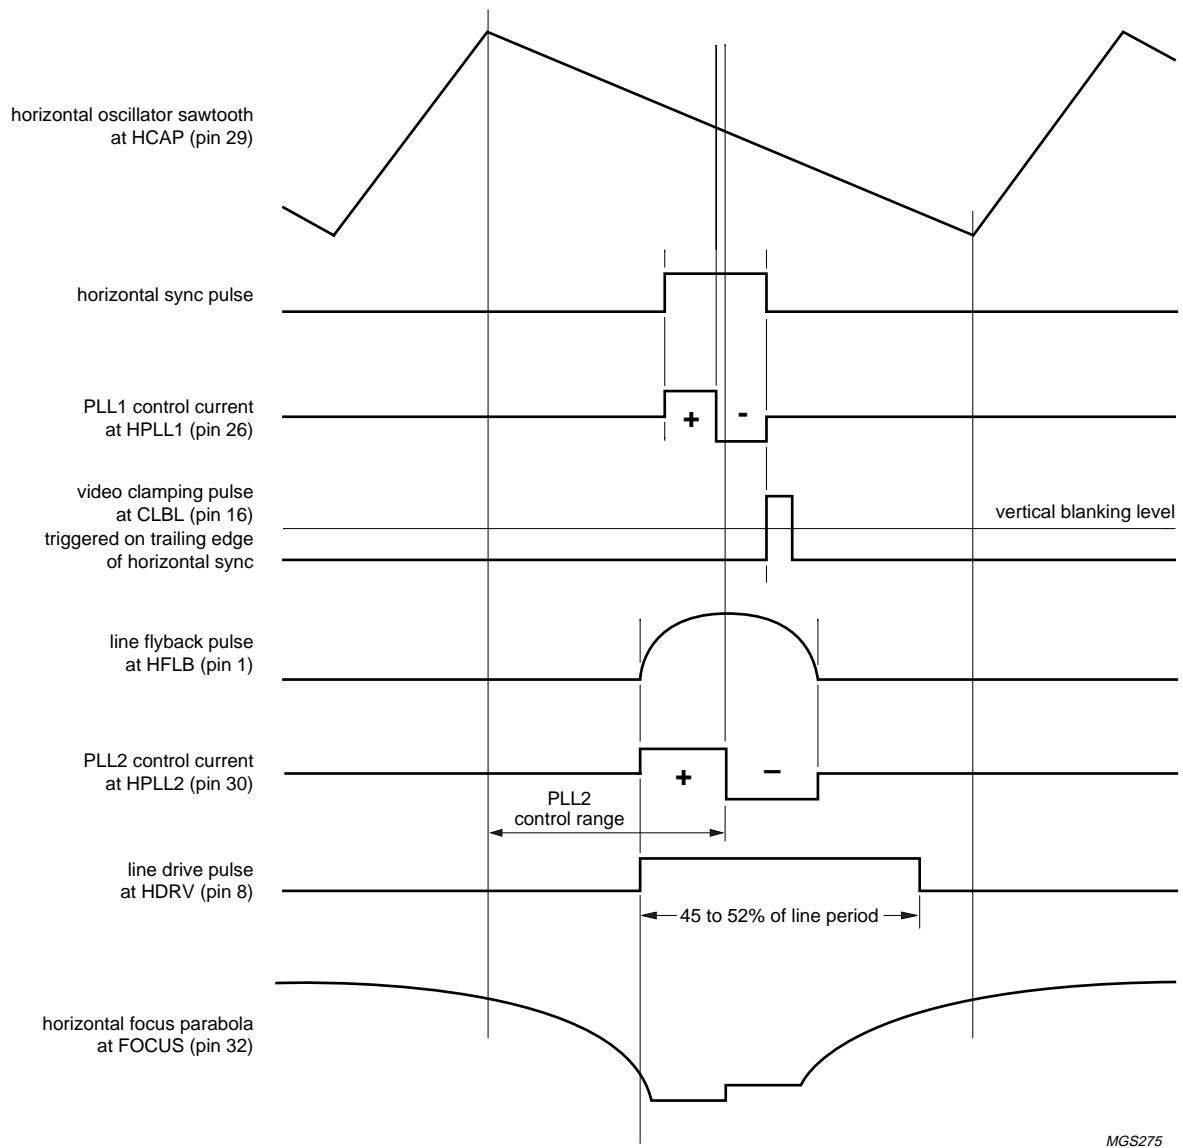 horizontal oscillator sawtooth
at HCAP (pin 29)
horizontal sync pulse
PLL1 control current
at HPLL1 (pin 26)
+ -
video clamping pulse
at CLBL (pin 16)
triggered on trailing edge
of horizontal sync
vertical blanking level
line flyback pulse
at HFLB (pin 1)
PLL2 control current
at HPLL2 (pin 30)
+ −
PLL2
control range
line drive pulse
at HDRV (pin 8)
45 to 52% of line period
horizontal focus parabola
at FOCUS (pin 32)
MGS275